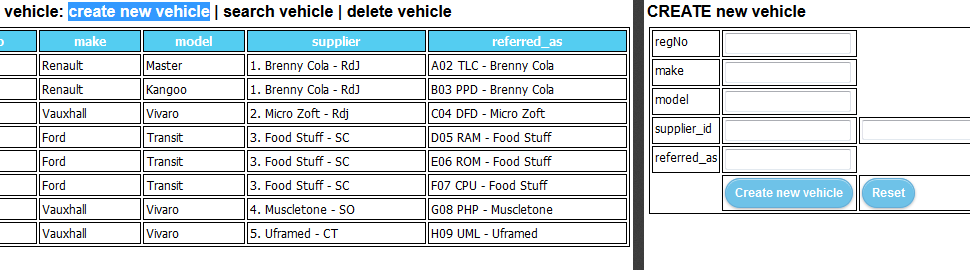 vehicle: create new vehicle | search vehicle | delete vehicle
o make model supplier referred_as
Renault Master 1. Brenny Cola - RdJ A02 TLC - Brenny Cola
Renault Kangoo 1. Brenny Cola - RdJ B03 PPD - Brenny Cola
Vauxhall Vivaro 2. Micro Zoft - Rdj C04 DFD - Micro Zoft
Ford Transit 3. Food Stuff - SC D05 RAM - Food Stuff
Ford Transit 3. Food Stuff - SC E06 ROM - Food Stuff
Ford Transit 3. Food Stuff - SC F07 CPU - Food Stuff
Vauxhall Vivaro 4. Muscletone - SO G08 PHP - Muscletone
Vauxhall Vivaro 5. Uframed - CT H09 UML - Uframed
CREATE new vehicle
regNo
make
model
supplier_id
referred_as
Create new vehicle Reset